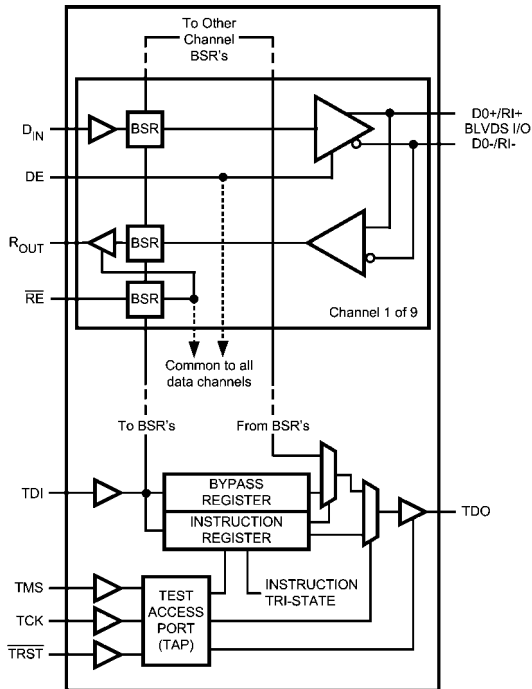 To Other
Channel
BSR's
DIN
BSR
D0+/RI+
BLVDS I/O
D0-/RI-
DE
ROUT
BSR
RE
BSR
Channel 1 of 9
Common to all
data channels
To BSR's
From BSR's
TDI
BYPASS
REGISTER
INSTRUCTION
REGISTER
TDO
TMS
TCK
TRST
TEST
ACCESS
PORT
(TAP)
INSTRUCTION
TRI-STATE